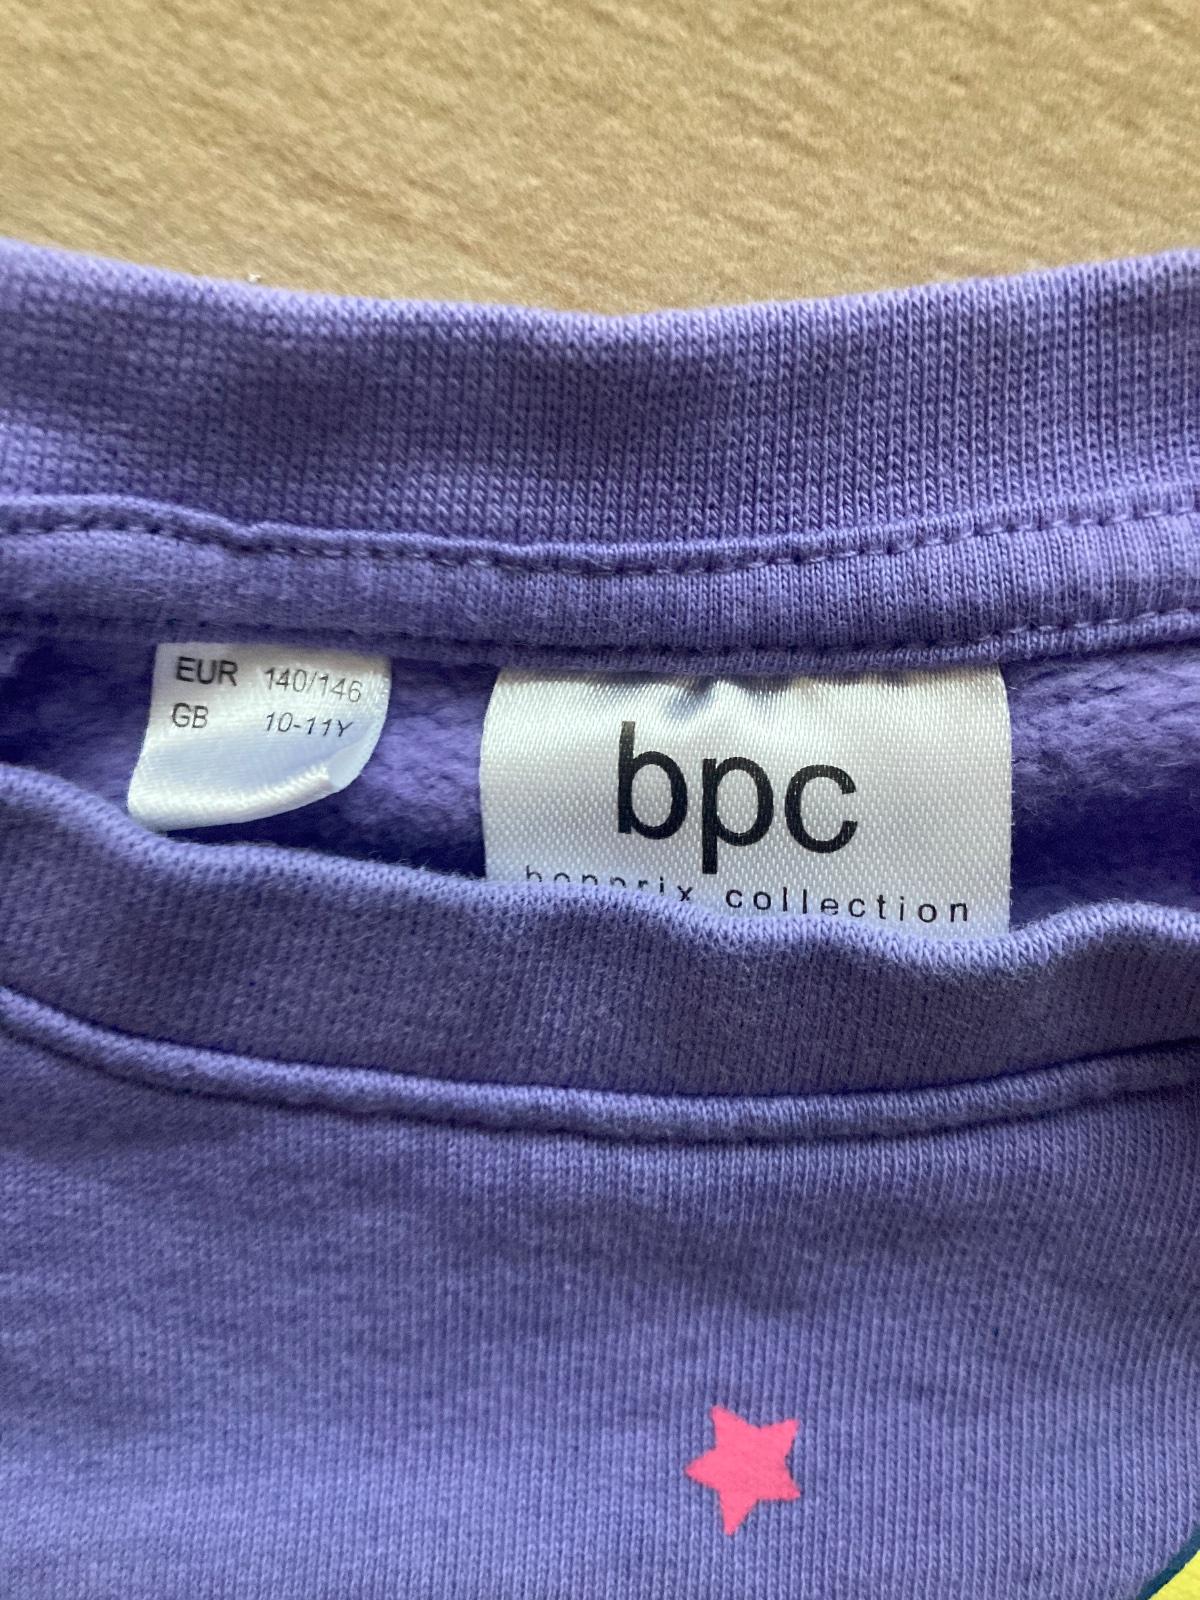 EUR 140/146
GB 10-11Y
bpc
bonprix collection